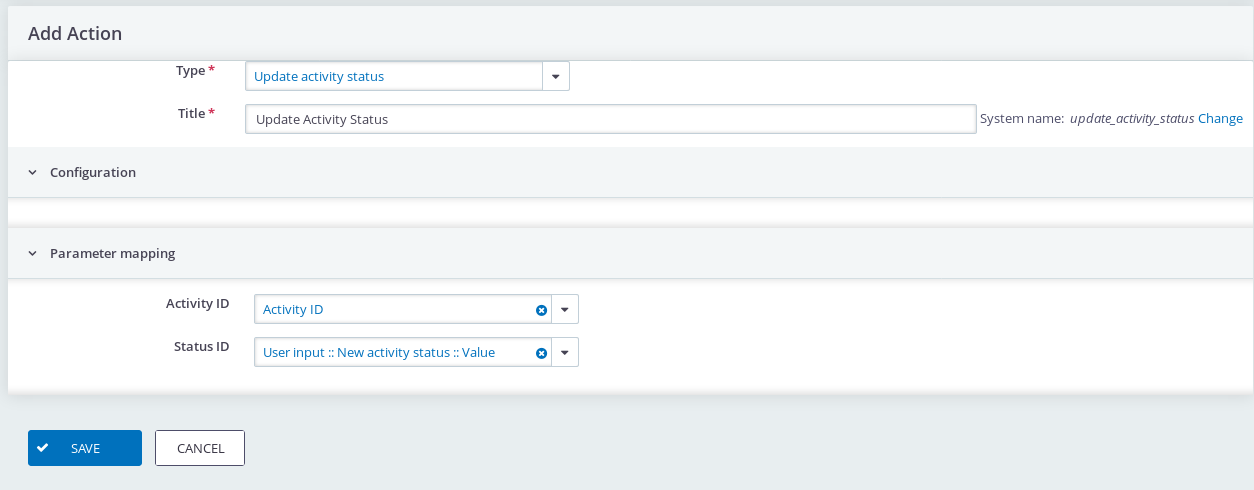 Add Action
Type *
Update activity status
Title *
Update Activity Status
System name: update_activity_status Change
Configuration
Parameter mapping
Activity ID
Activity ID
Status ID
User input :: New activity status :: Value
SAVE
CANCEL